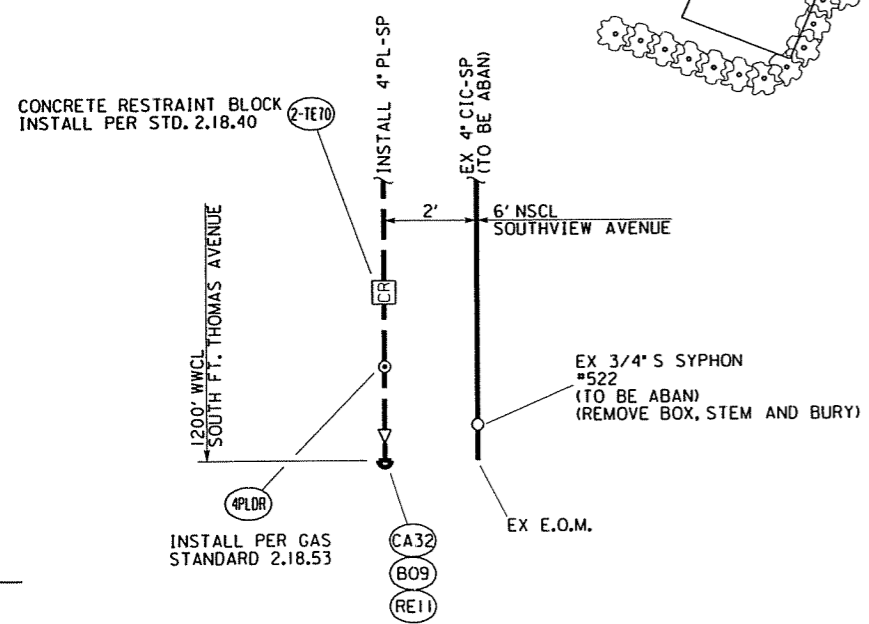 INSTALL 4" PL-SP
EX 4" CIC-SP
(TO BE ABAN)
CONCRETE RESTRAINT BLOCK
INSTALL PER STD. 2.18.40
2-TE70
2'
6' NSCL
SOUTHVIEW AVENUE
1200' WWCL
SOUTH FT. THOMAS AVENUE
CR
EX 3/4" S SYPHON
#522
(TO BE ABAN)
(REMOVE BOX, STEM AND BURY)
4PLDR
INSTALL PER GAS
STANDARD 2.18.53
EX E.O.M.
CA32
B09
RE11